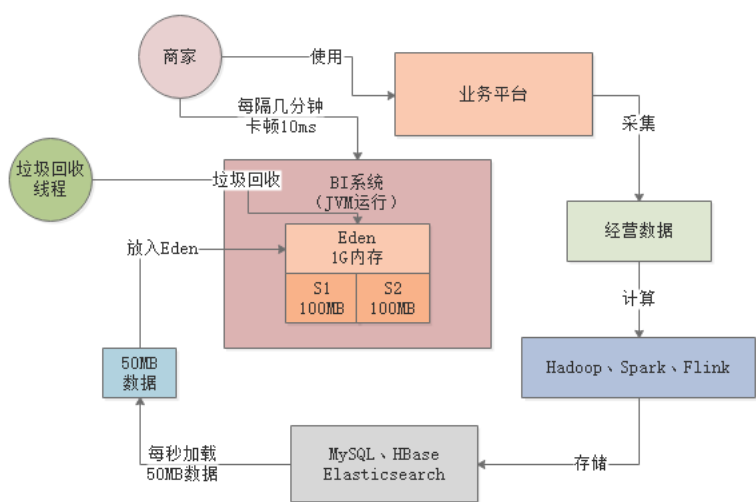 商家
使用
业务平台
每隔几分钟
卡顿10ms
采集
垃圾回收
线程
垃圾回收
BI系统
（JVM运行）
经营数据
放入Eden
Eden
1G内存
S1
100MB
S2
100MB
计算
50MB
数据
Hadoop、Spark、Flink
每秒加载
50MB数据
MySQL、HBase
Elasticsearch
存储